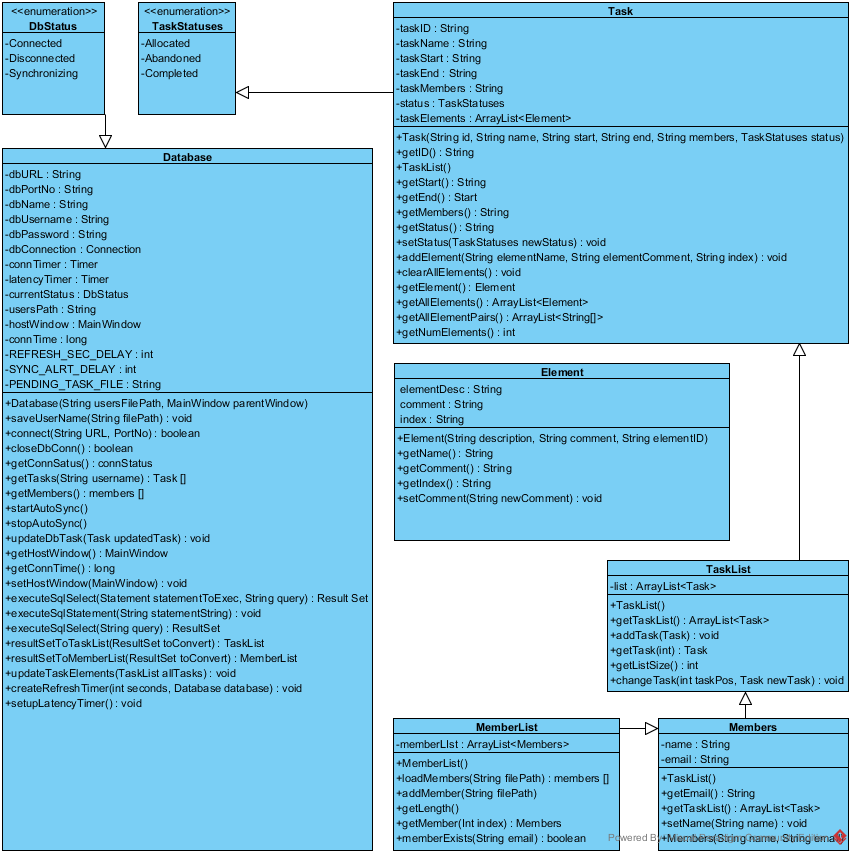 <<enumeration>>
DbStatus
-Connected
-Disconnected
-Synchronizing
<<enumeration>>
TaskStatuses
-Allocated
-Abandoned
-Completed
Task
-taskID : String
-taskName : String
-taskStart : String
-taskEnd : String
-taskMembers : String
-status : TaskStatuses
-taskElements : ArrayList<Element>
+Task(String id, String name, String start, String end, String members, TaskStatuses status)
+getID() : String
+TaskList()
+getStart() : String
+getEnd() : Start
+getMembers() : String
+getStatus() : String
+setStatus(TaskStatuses newStatus) : void
+addElement(String elementName, String elementComment, String index) : void
+clearAllElements() : void
+getElement() : Element
+getAllElements() : ArrayList<Element>
+getAllElementPairs() : ArrayList<String[]>
+getNumElements() : int
Database
-dbURL : String
-dbPortNo : String
-dbName : String
-dbUsername : String
-dbPassword : String
-dbConnection : Connection
-connTimer : Timer
-latencyTimer : Timer
-currentStatus : DbStatus
-usersPath : String
-hostWindow : MainWindow
-connTime : long
-REFRESH_SEC_DELAY : int
-SYNC_ALRT_DELAY : int
-PENDING_TASK_FILE : String
+Database(String usersFilePath, MainWindow parentWindow)
+saveUserName(String filePath) : void
+connect(String URL, PortNo) : boolean
+closeDbConn() : boolean
+getConnSatus() : connStatus
+getTasks(String username) : Task []
+getMembers() : members []
+startAutoSync()
+stopAutoSync()
+updateDbTask(Task updatedTask) : void
+getHostWindow() : MainWindow
+getConnTime() : long
+setHostWindow(MainWindow) : void
+executeSqlSelect(Statement statementToExec, String query) : Result Set
+executeSqlStatement(String statementString) : void
+executeSqlSelect(String query) : ResultSet
+resultSetToTaskList(ResultSet toConvert) : TaskList
+resultSetToMemberList(ResultSet toConvert) : MemberList
+updateTaskElements(TaskList allTasks) : void
+createRefreshTimer(int seconds, Database database) : void
+setupLatencyTimer() : void
Element
elementDesc : String
comment : String
index : String
+Element(String description, String comment, String elementID)
+getName() : String
+getComment() : String
+getIndex() : String
+setComment(String newComment) : void
TaskList
-list : ArrayList<Task>
+TaskList()
+getTaskList() : ArrayList<Task>
+addTask(Task) : void
+getTask(int) : Task
+getListSize() : int
+changeTask(int taskPos, Task newTask) : void
MemberList
-memberLIst : ArrayList<Members>
+MemberList()
+loadMembers(String filePath) : members []
+addMember(String filePath)
+getLength()
+getMember(Int index) : Members
+memberExists(String email) : boolean
Members
-name : String
-email : String
+TaskList()
+getEmail() : String
+getTaskList() : ArrayList<Task>
+setName(String name) : void
+Members(String name, String email)
Powered By